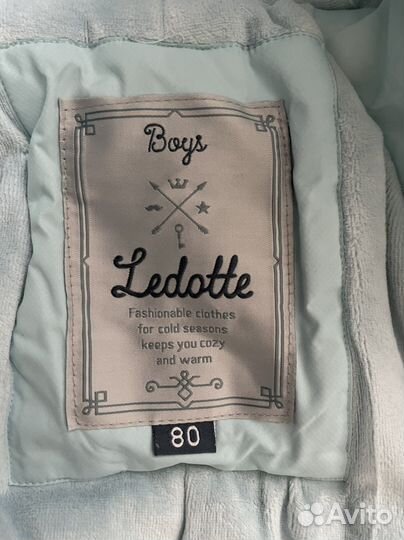 Boys
Ledotte
Fashionable clothes
for cold seasons
keeps you cozy
and warm
80
Avito